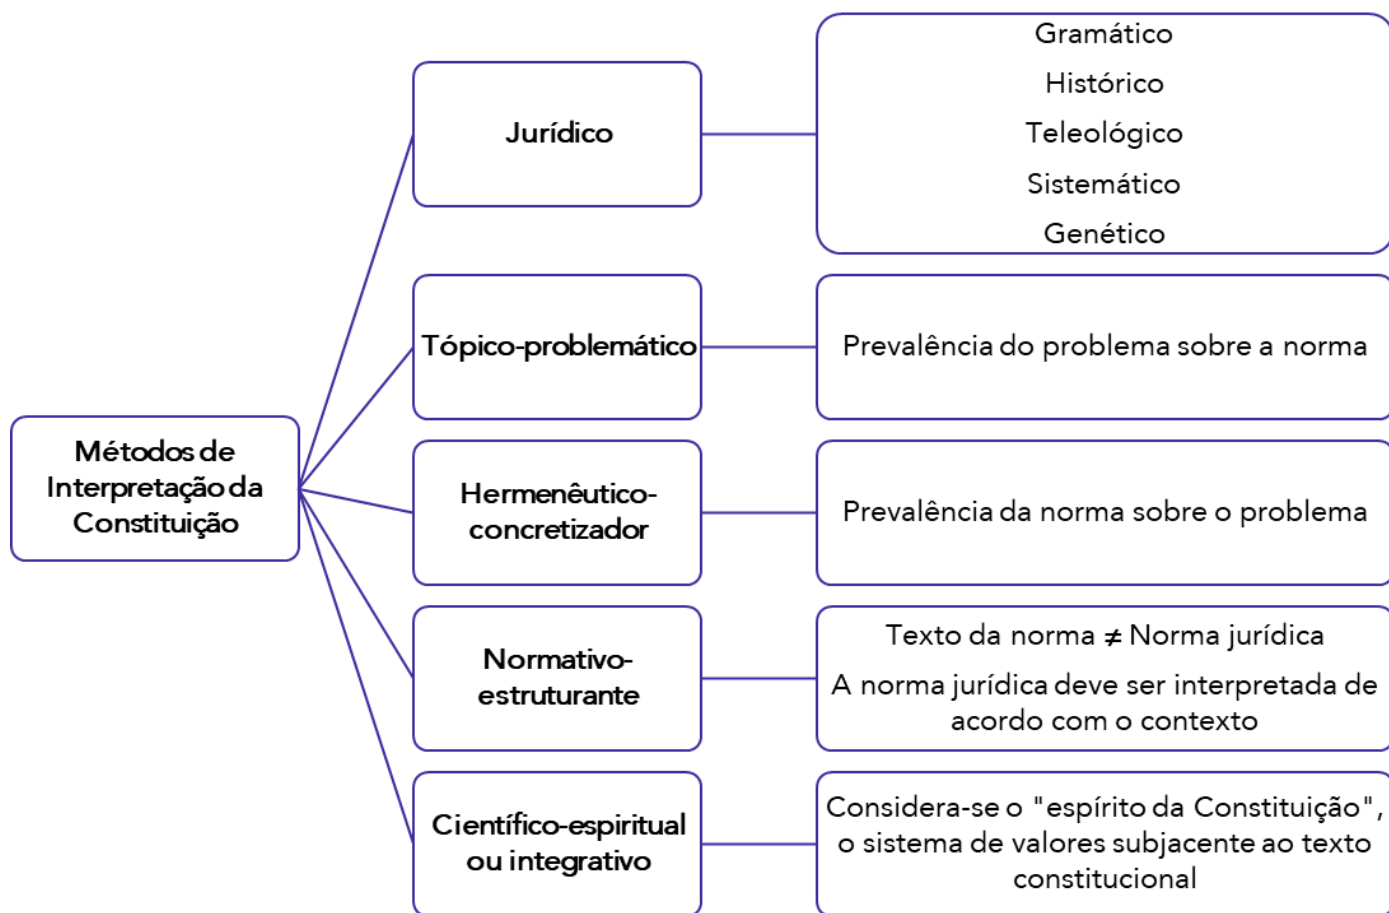 Métodos de
Interpretação da
Constituição
Jurídico
Gramático
Histórico
Teleológico
Sistemático
Genético
Tópico-problemático
Prevalência do problema sobre a norma
Hermenêutico-
concretizador
Prevalência da norma sobre o problema
Normativo-
estruturante
Texto da norma ≠ Norma jurídica
A norma jurídica deve ser interpretada de
acordo com o contexto
Científico-espiritual
ou integrativo
Considera-se o "espírito da Constituição",
o sistema de valores subjacente ao texto
constitucional